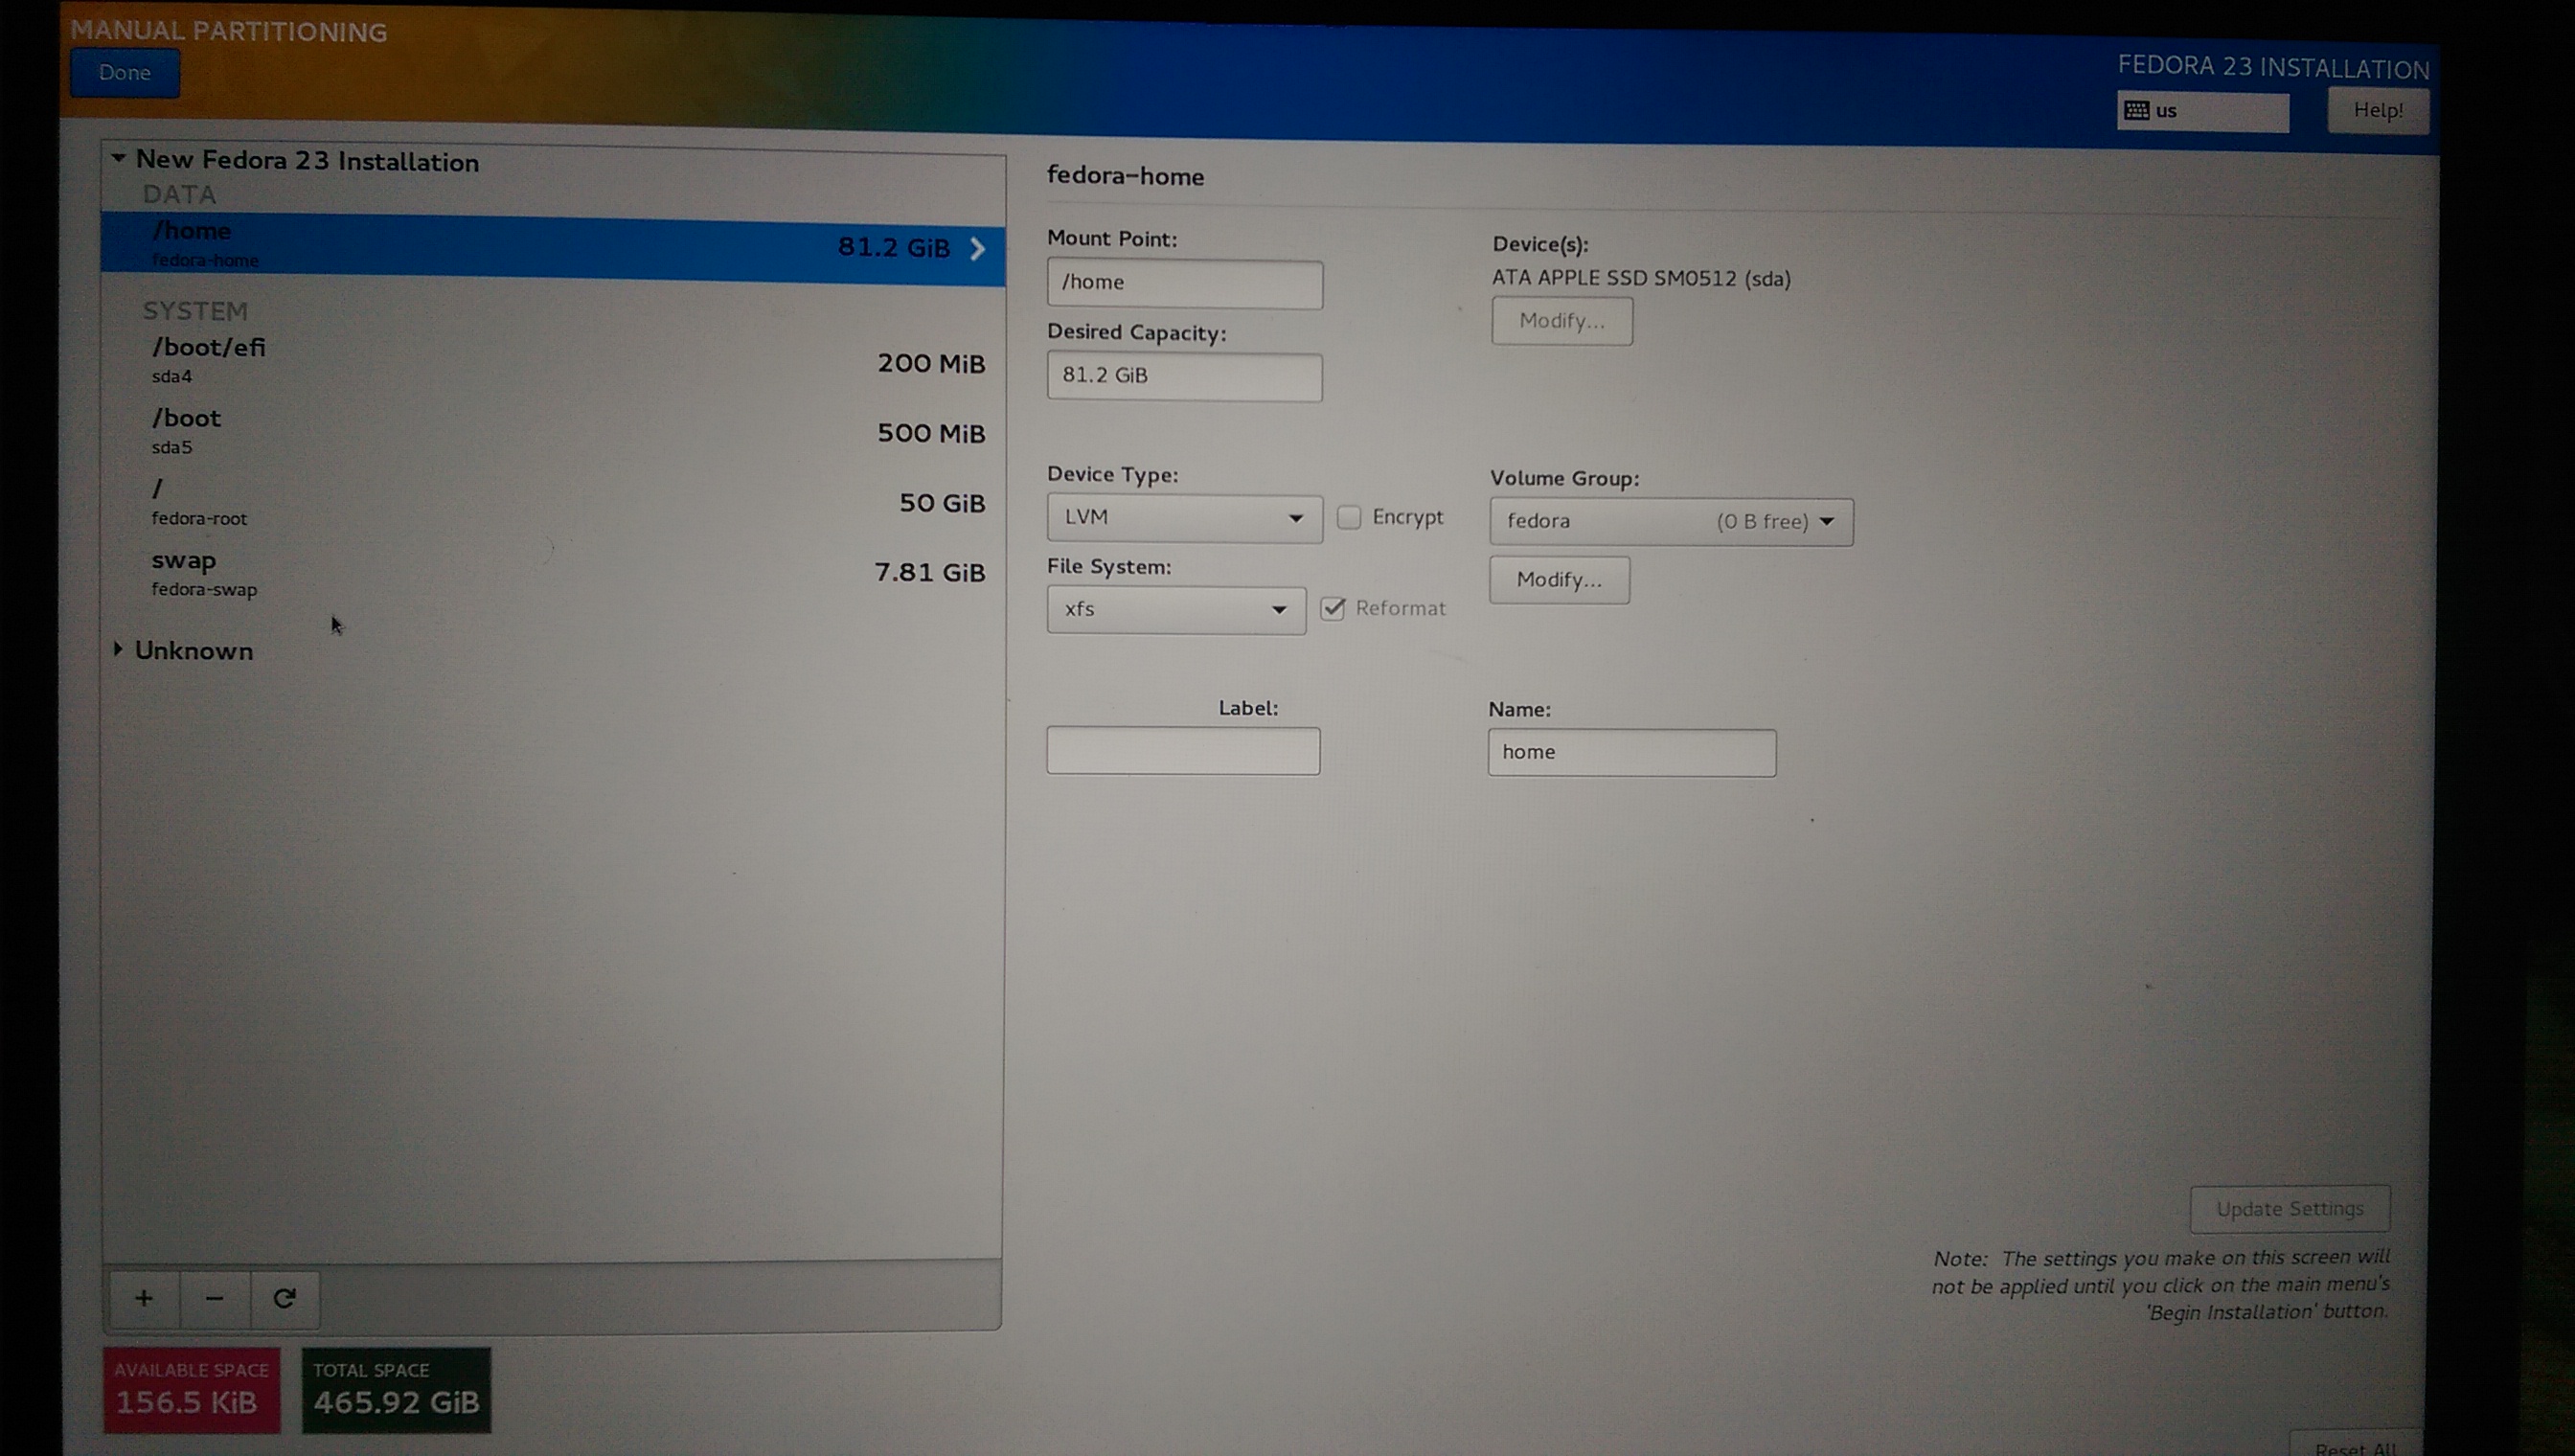 MANUAL PARTITIONING
Done
FEDORA 23 INSTALLATION
us
Help!
New Fedora 23 Installation
DATA
/home
fedora-home
81.2 GiB
SYSTEM
/boot/efi
sda4
200 MiB
/boot
sda5
500 MiB
/
fedora-root
50 GiB
swap
fedora-swap
7.81 GiB
Unknown
+ −
AVAILABLE SPACE
156.5 KiB
TOTAL SPACE
465.92 GiB
fedora-home
Mount Point:
/home
Device(s):
ATA APPLE SSD SM0512 (sda)
Modify...
Desired Capacity:
81.2 GiB
Device Type:
LVM
Encrypt
Volume Group:
fedora (0 B free)
Modify...
File System:
xfs
Reformat
Label:
Name:
home
Update Settings
Note: The settings you make on this screen will
not be applied until you click on the main menu's
'Begin Installation' button.
Reset All